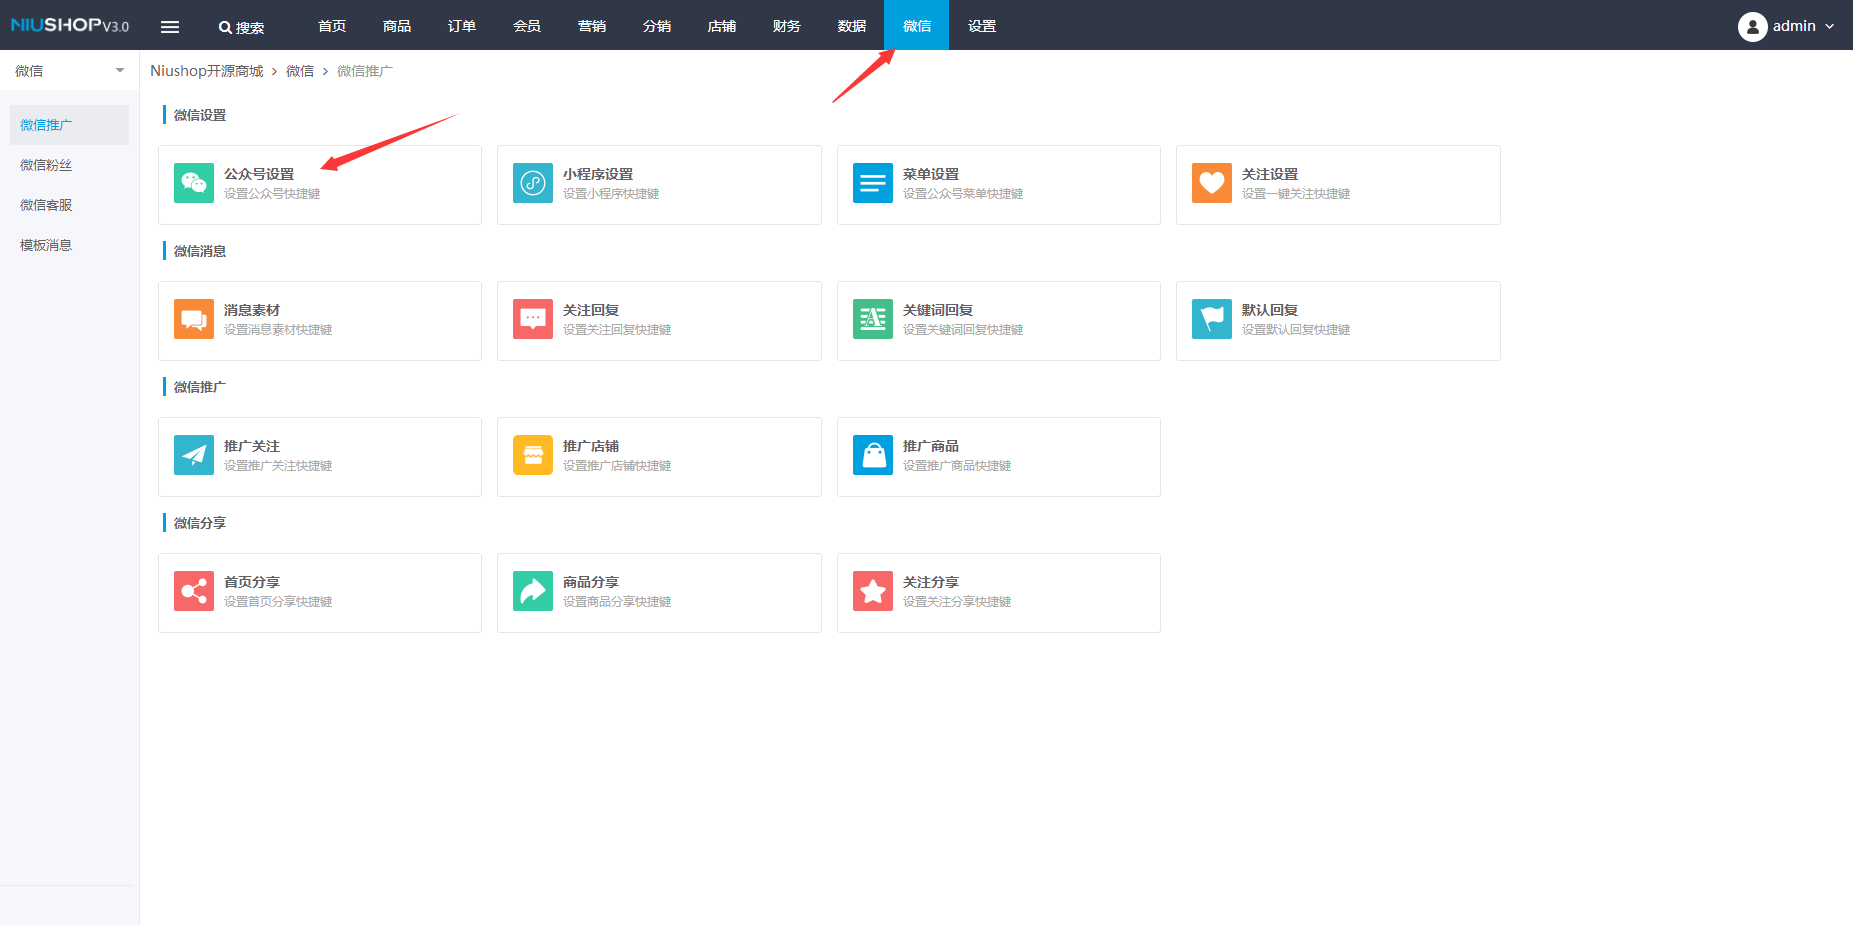 NIUSHOP V3.0
搜索
首页
商品
订单
会员
营销
分销
店铺
财务
数据
微信
设置
admin
微信
Niushop开源商城 > 微信 > 微信推广
微信推广
微信粉丝
微信客服
模板消息
微信设置
公众号设置
设置公众号快捷键
小程序设置
设置小程序快捷键
菜单设置
设置公众号菜单快捷键
关注设置
设置一键关注快捷键
微信消息
消息素材
设置消息素材快捷键
关注回复
设置关注回复快捷键
关键词回复
设置关键词回复快捷键
默认回复
设置默认回复快捷键
微信推广
推广关注
设置推广关注快捷键
推广店铺
设置推广店铺快捷键
推广商品
设置推广商品快捷键
微信分享
首页分享
设置首页分享快捷键
商品分享
设置商品分享快捷键
关注分享
设置关注分享快捷键